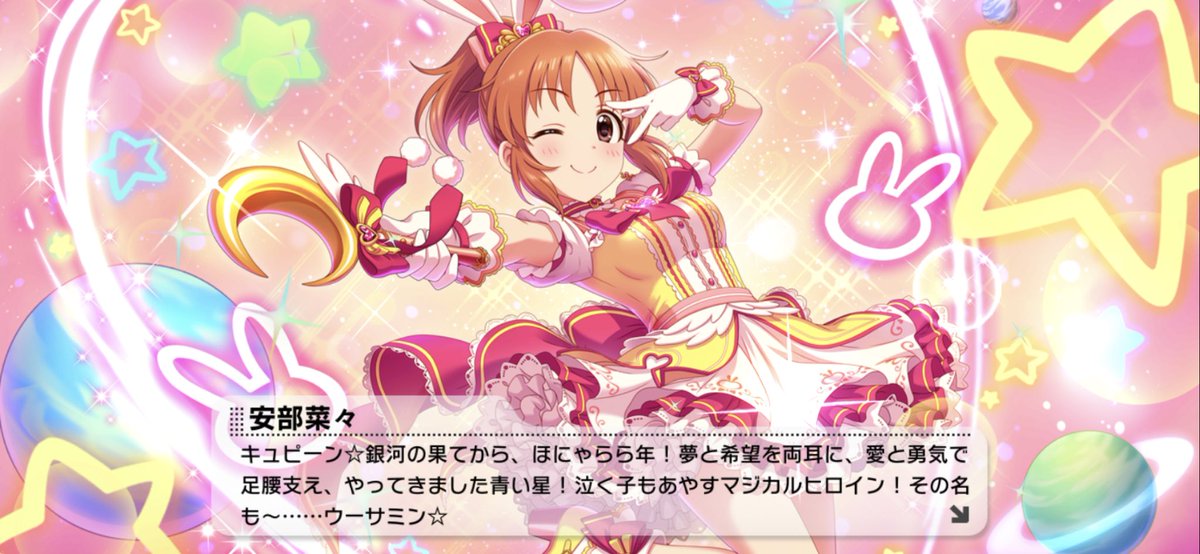 安部菜々
キュピーン☆銀河の果てから、ほにゃらら年！夢と希望を両耳に、愛と勇気で
足腰支え、やってきました青い星！泣く子もあやすマジカルヒロイン！その名
も～……ウーサミン☆